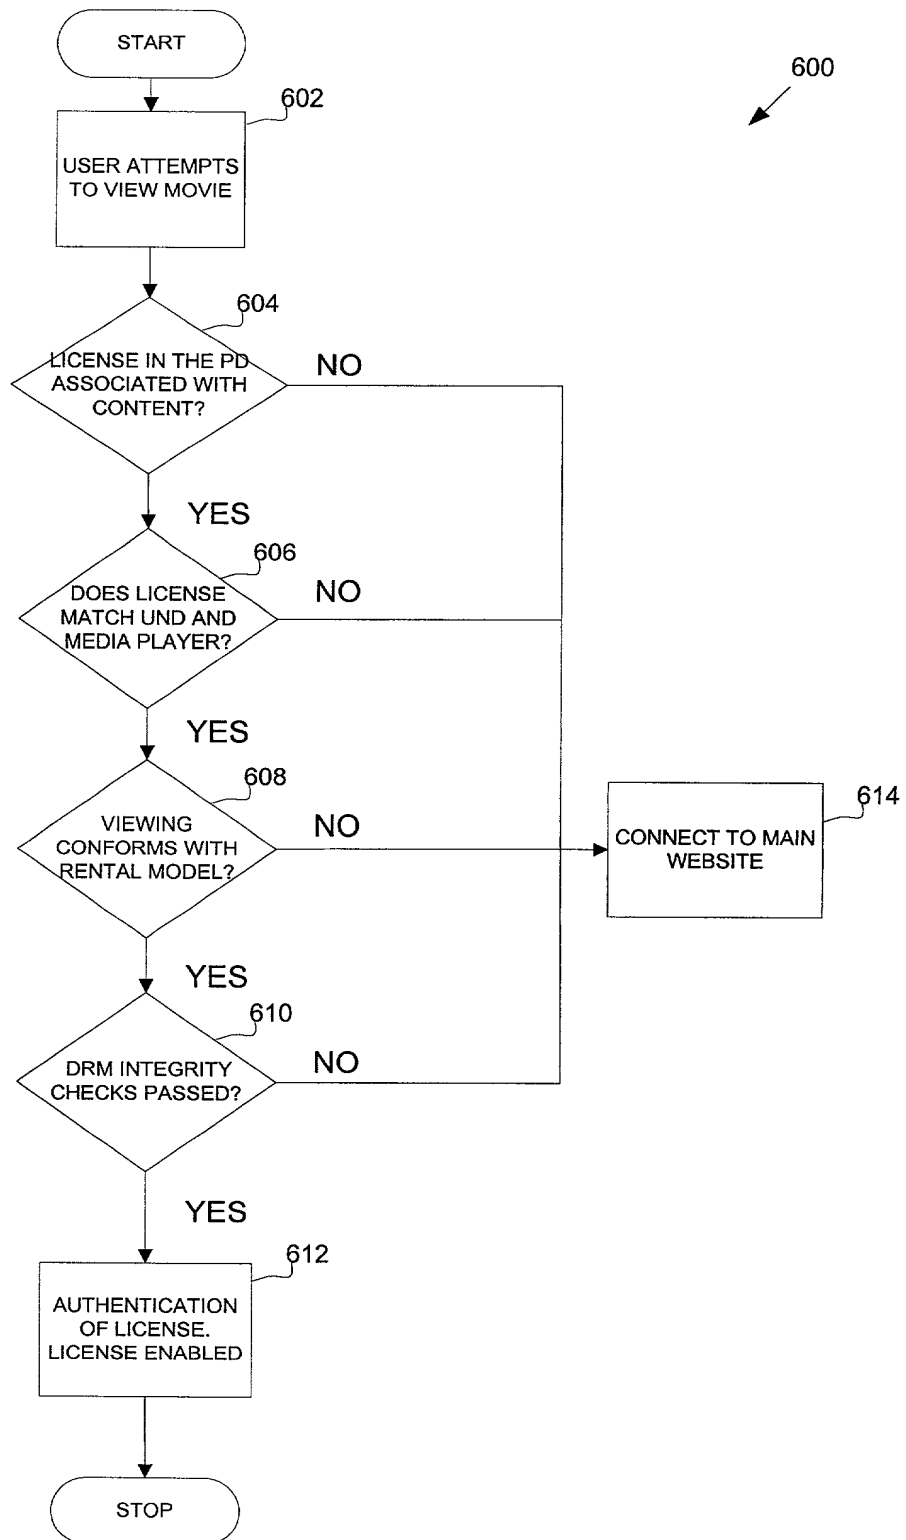 START
600
602
USER ATTEMPTS
TO VIEW MOVIE
604
LICENSE IN THE PD
ASSOCIATED WITH
CONTENT?
NO
YES
606
DOES LICENSE
MATCH UND AND
MEDIA PLAYER?
NO
YES
608
VIEWING
CONFORMS WITH
RENTAL MODEL?
NO
614
CONNECT TO MAIN
WEBSITE
YES
610
DRM INTEGRITY
CHECKS PASSED?
NO
YES
612
AUTHENTICATION
OF LICENSE.
LICENSE ENABLED
STOP